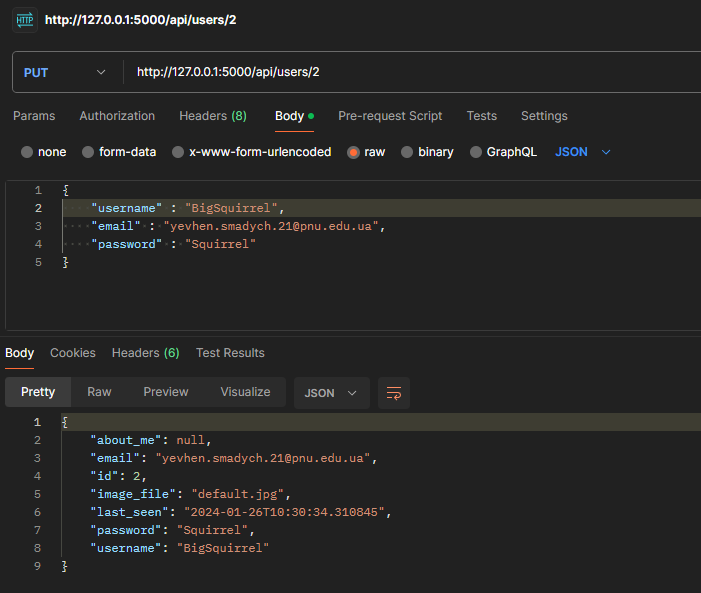 HTTP http://127.0.0.1:5000/api/users/2
PUT http://127.0.0.1:5000/api/users/2
Params Authorization Headers (8) Body Pre-request Script Tests Settings
none form-data x-www-form-urlencoded raw binary GraphQL JSON
1 {
2 "username" : "BigSquirrel",
3 "email" : "yevhen.smadych.21@pnu.edu.ua",
4 "password" : "Squirrel"
5 }
Body Cookies Headers (6) Test Results
Pretty Raw Preview Visualize JSON
1 {
2 "about_me": null,
3 "email": "yevhen.smadych.21@pnu.edu.ua",
4 "id": 2,
5 "image_file": "default.jpg",
6 "last_seen": "2024-01-26T10:30:34.310845",
7 "password": "Squirrel",
8 "username": "BigSquirrel"
9 }